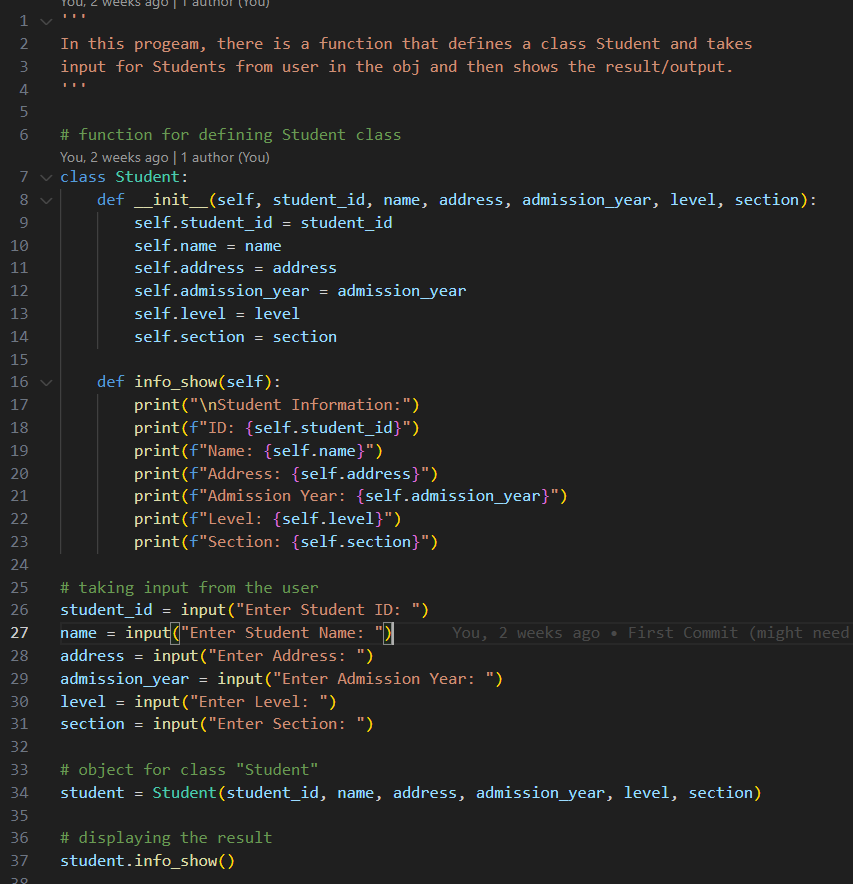 You, 2 weeks ago | 1 author (You)
1 '''
2 In this progeam, there is a function that defines a class Student and takes
3 input for Students from user in the obj and then shows the result/output.
4 '''
5
6 # function for defining Student class
You, 2 weeks ago | 1 author (You)
7 class Student:
8     def __init__(self, student_id, name, address, admission_year, level, section):
9         self.student_id = student_id
10         self.name = name
11         self.address = address
12         self.admission_year = admission_year
13         self.level = level
14         self.section = section
15
16     def info_show(self):
17         print("\nStudent Information:")
18         print(f"ID: {self.student_id}")
19         print(f"Name: {self.name}")
20         print(f"Address: {self.address}")
21         print(f"Admission Year: {self.admission_year}")
22         print(f"Level: {self.level}")
23         print(f"Section: {self.section}")
24
25 # taking input from the user
26 student_id = input("Enter Student ID: ")
27 name = input("Enter Student Name: ") You, 2 weeks ago • First Commit (might need
28 address = input("Enter Address: ")
29 admission_year = input("Enter Admission Year: ")
30 level = input("Enter Level: ")
31 section = input("Enter Section: ")
32
33 # object for class "Student"
34 student = Student(student_id, name, address, admission_year, level, section)
35
36 # displaying the result
37 student.info_show()
38